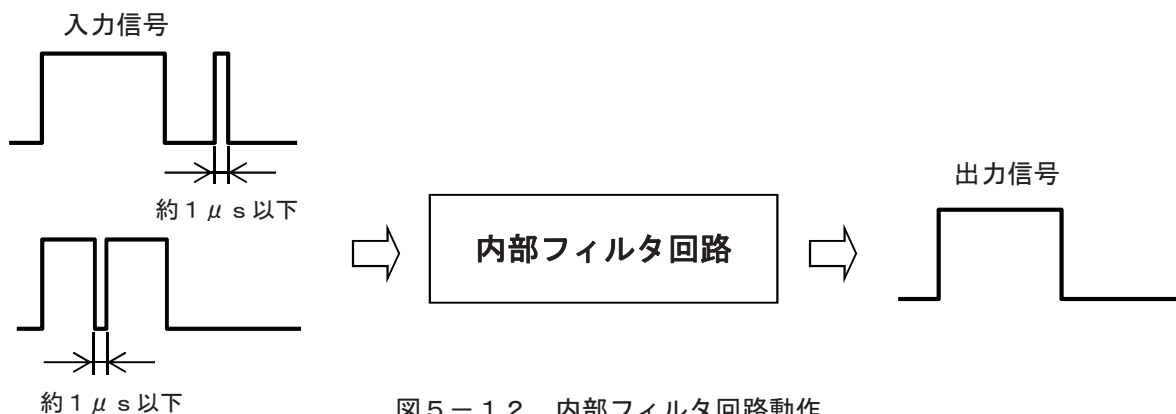 入力信号
約1μs以下
出力信号
内部フィルタ回路
約1μs以下
図5-12 内部フィルタ回路動作